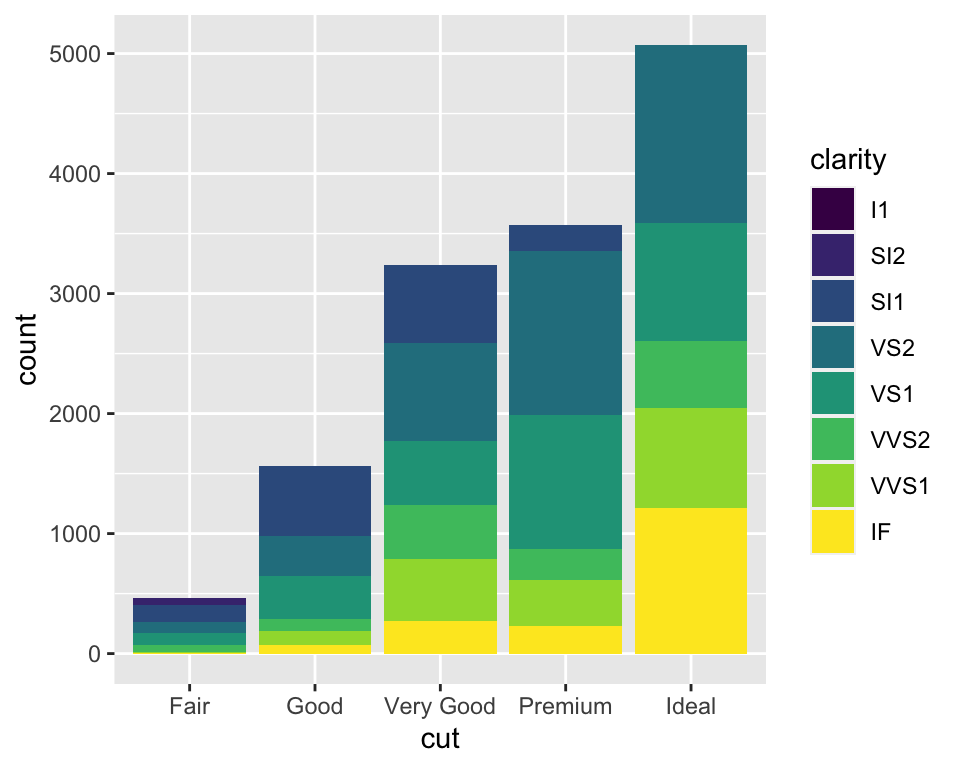 5000
4000
3000
2000
1000
0
count
Fair Good Very Good Premium Ideal
cut
clarity
I1
SI2
SI1
VS2
VS1
VVS2
VVS1
IF